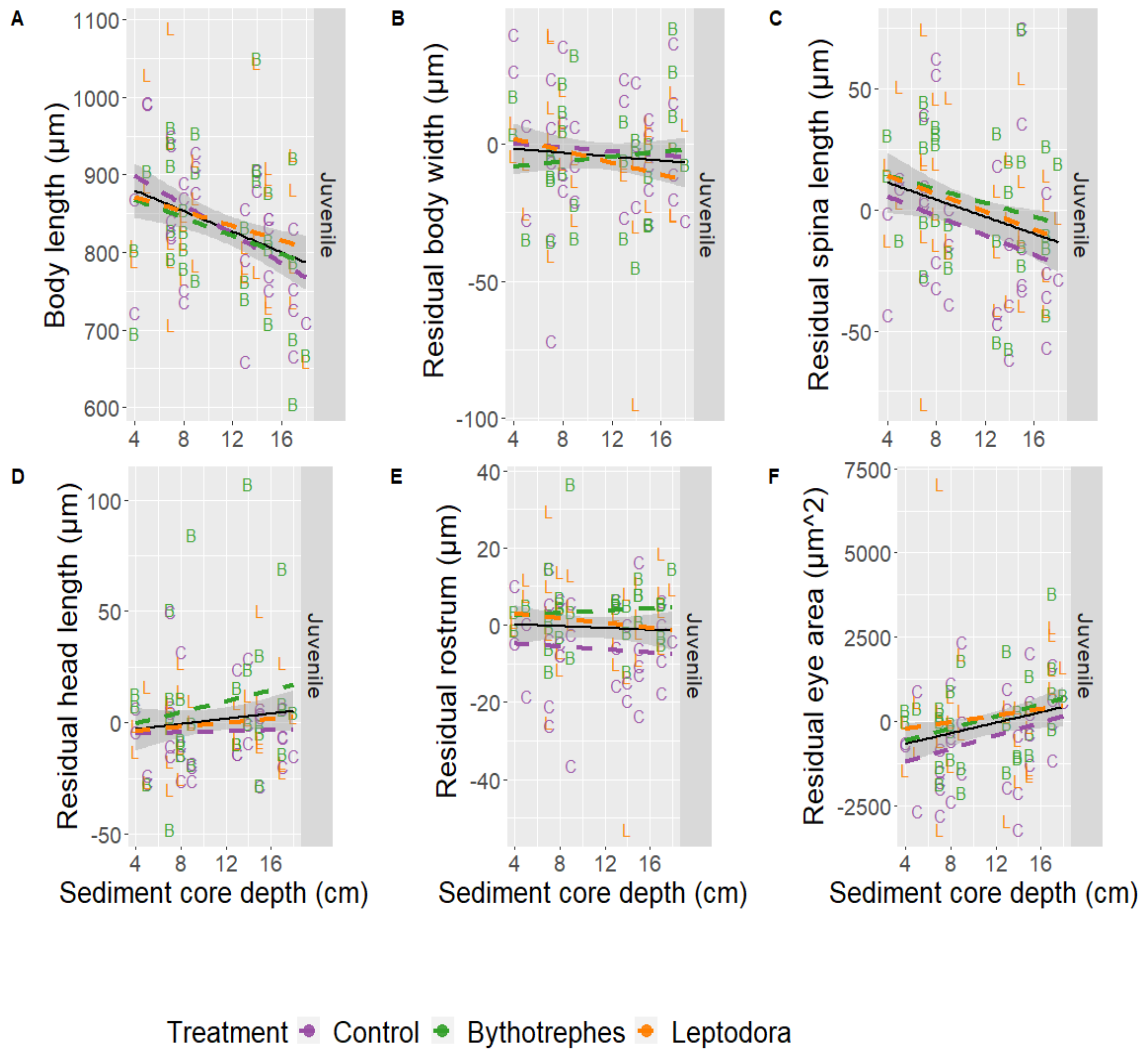 A
B
C
1100
1000
900
800
700
600
Body length (µm)
Juvenile
4 8 12 16
0
-50
-100
Residual body width (µm)
Juvenile
4 8 12 16
50
0
-50
Residual spina length (µm)
Juvenile
4 8 12 16
D
E
F
100
50
0
-50
Residual head length (µm)
Juvenile
4 8 12 16
Sediment core depth (cm)
40
20
0
-20
-40
Residual rostrum (µm)
Juvenile
4 8 12 16
Sediment core depth (cm)
7500
5000
2500
0
-2500
Residual eye area (µm^2)
Juvenile
4 8 12 16
Sediment core depth (cm)
Treatment Control Bythotrephes Leptodora